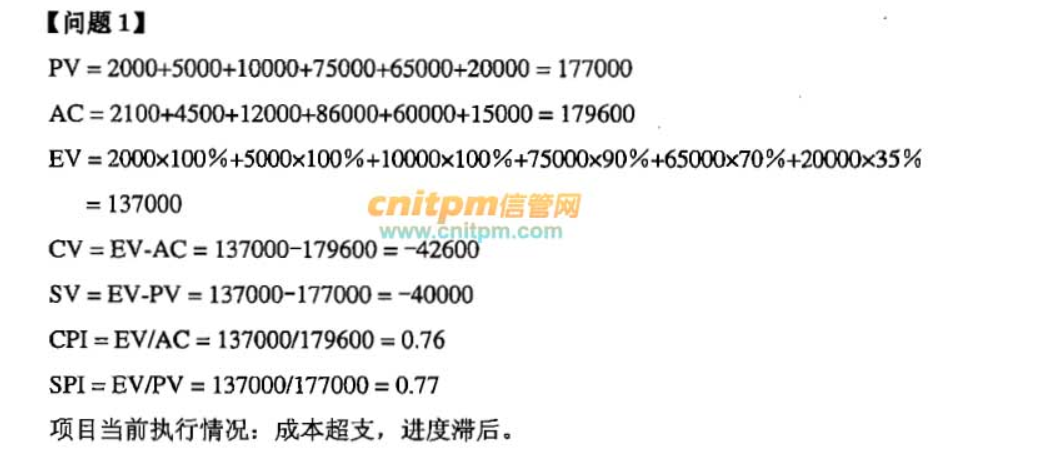 【问题1】
PV = 2000+5000+10000+75000+65000+20000 = 177000
AC = 2100+4500+12000+86000+60000+15000 = 179600
EV = 2000×100%+5000×100%+10000×100%+75000×90%+65000×70%+20000×35%
= 137000
cnitpm信管网
www.cnitpm.com
CV = EV-AC = 137000-179600 = -42600
SV = EV-PV = 137000-177000 = -40000
CPI = EV/AC = 137000/179600 = 0.76
SPI = EV/PV = 137000/177000 = 0.77
项目当前执行情况：成本超支，进度滞后。